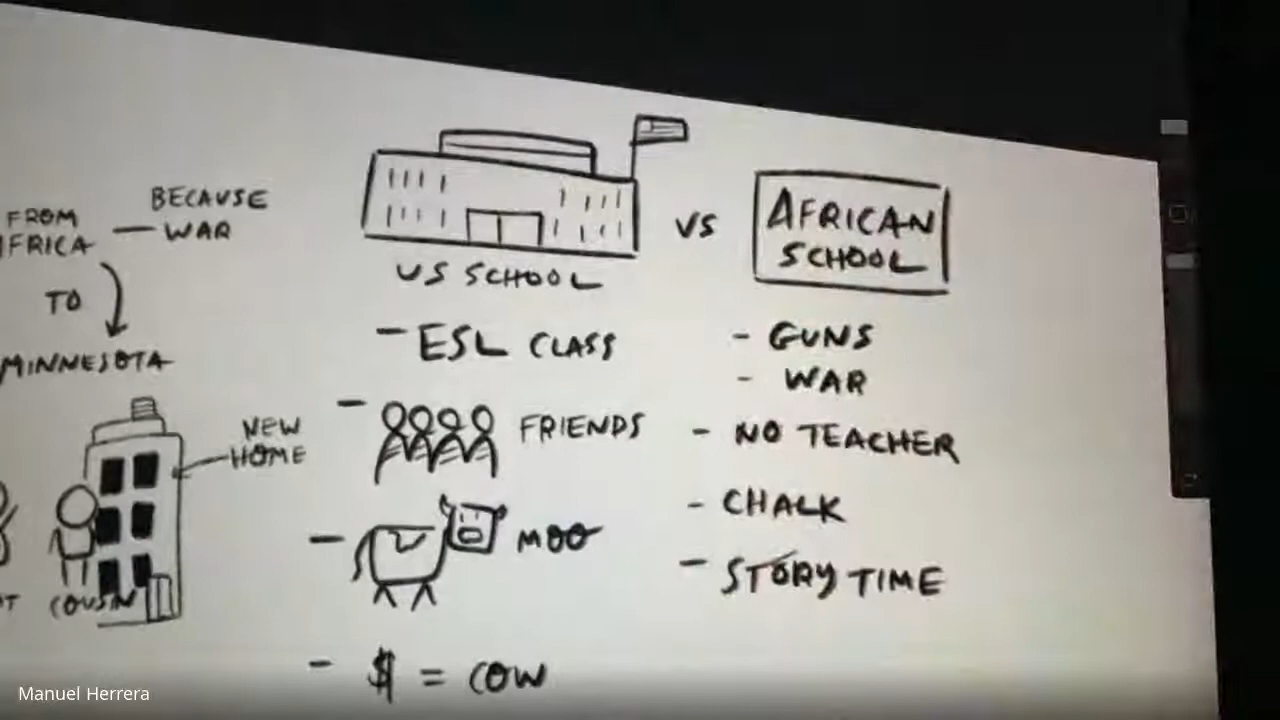 FROM
FRICA
BECAUSE
WAR
TO
MINNESOTA
NEW
HOME
COUSIN
US SCHOOL
VS
AFRICAN
SCHOOL
- ESL CLASS
- FRIENDS
- MOO
- $ = COW
- GUNS
- WAR
- NO TEACHER
- CHALK
- STORY TIME
Manuel Herrera